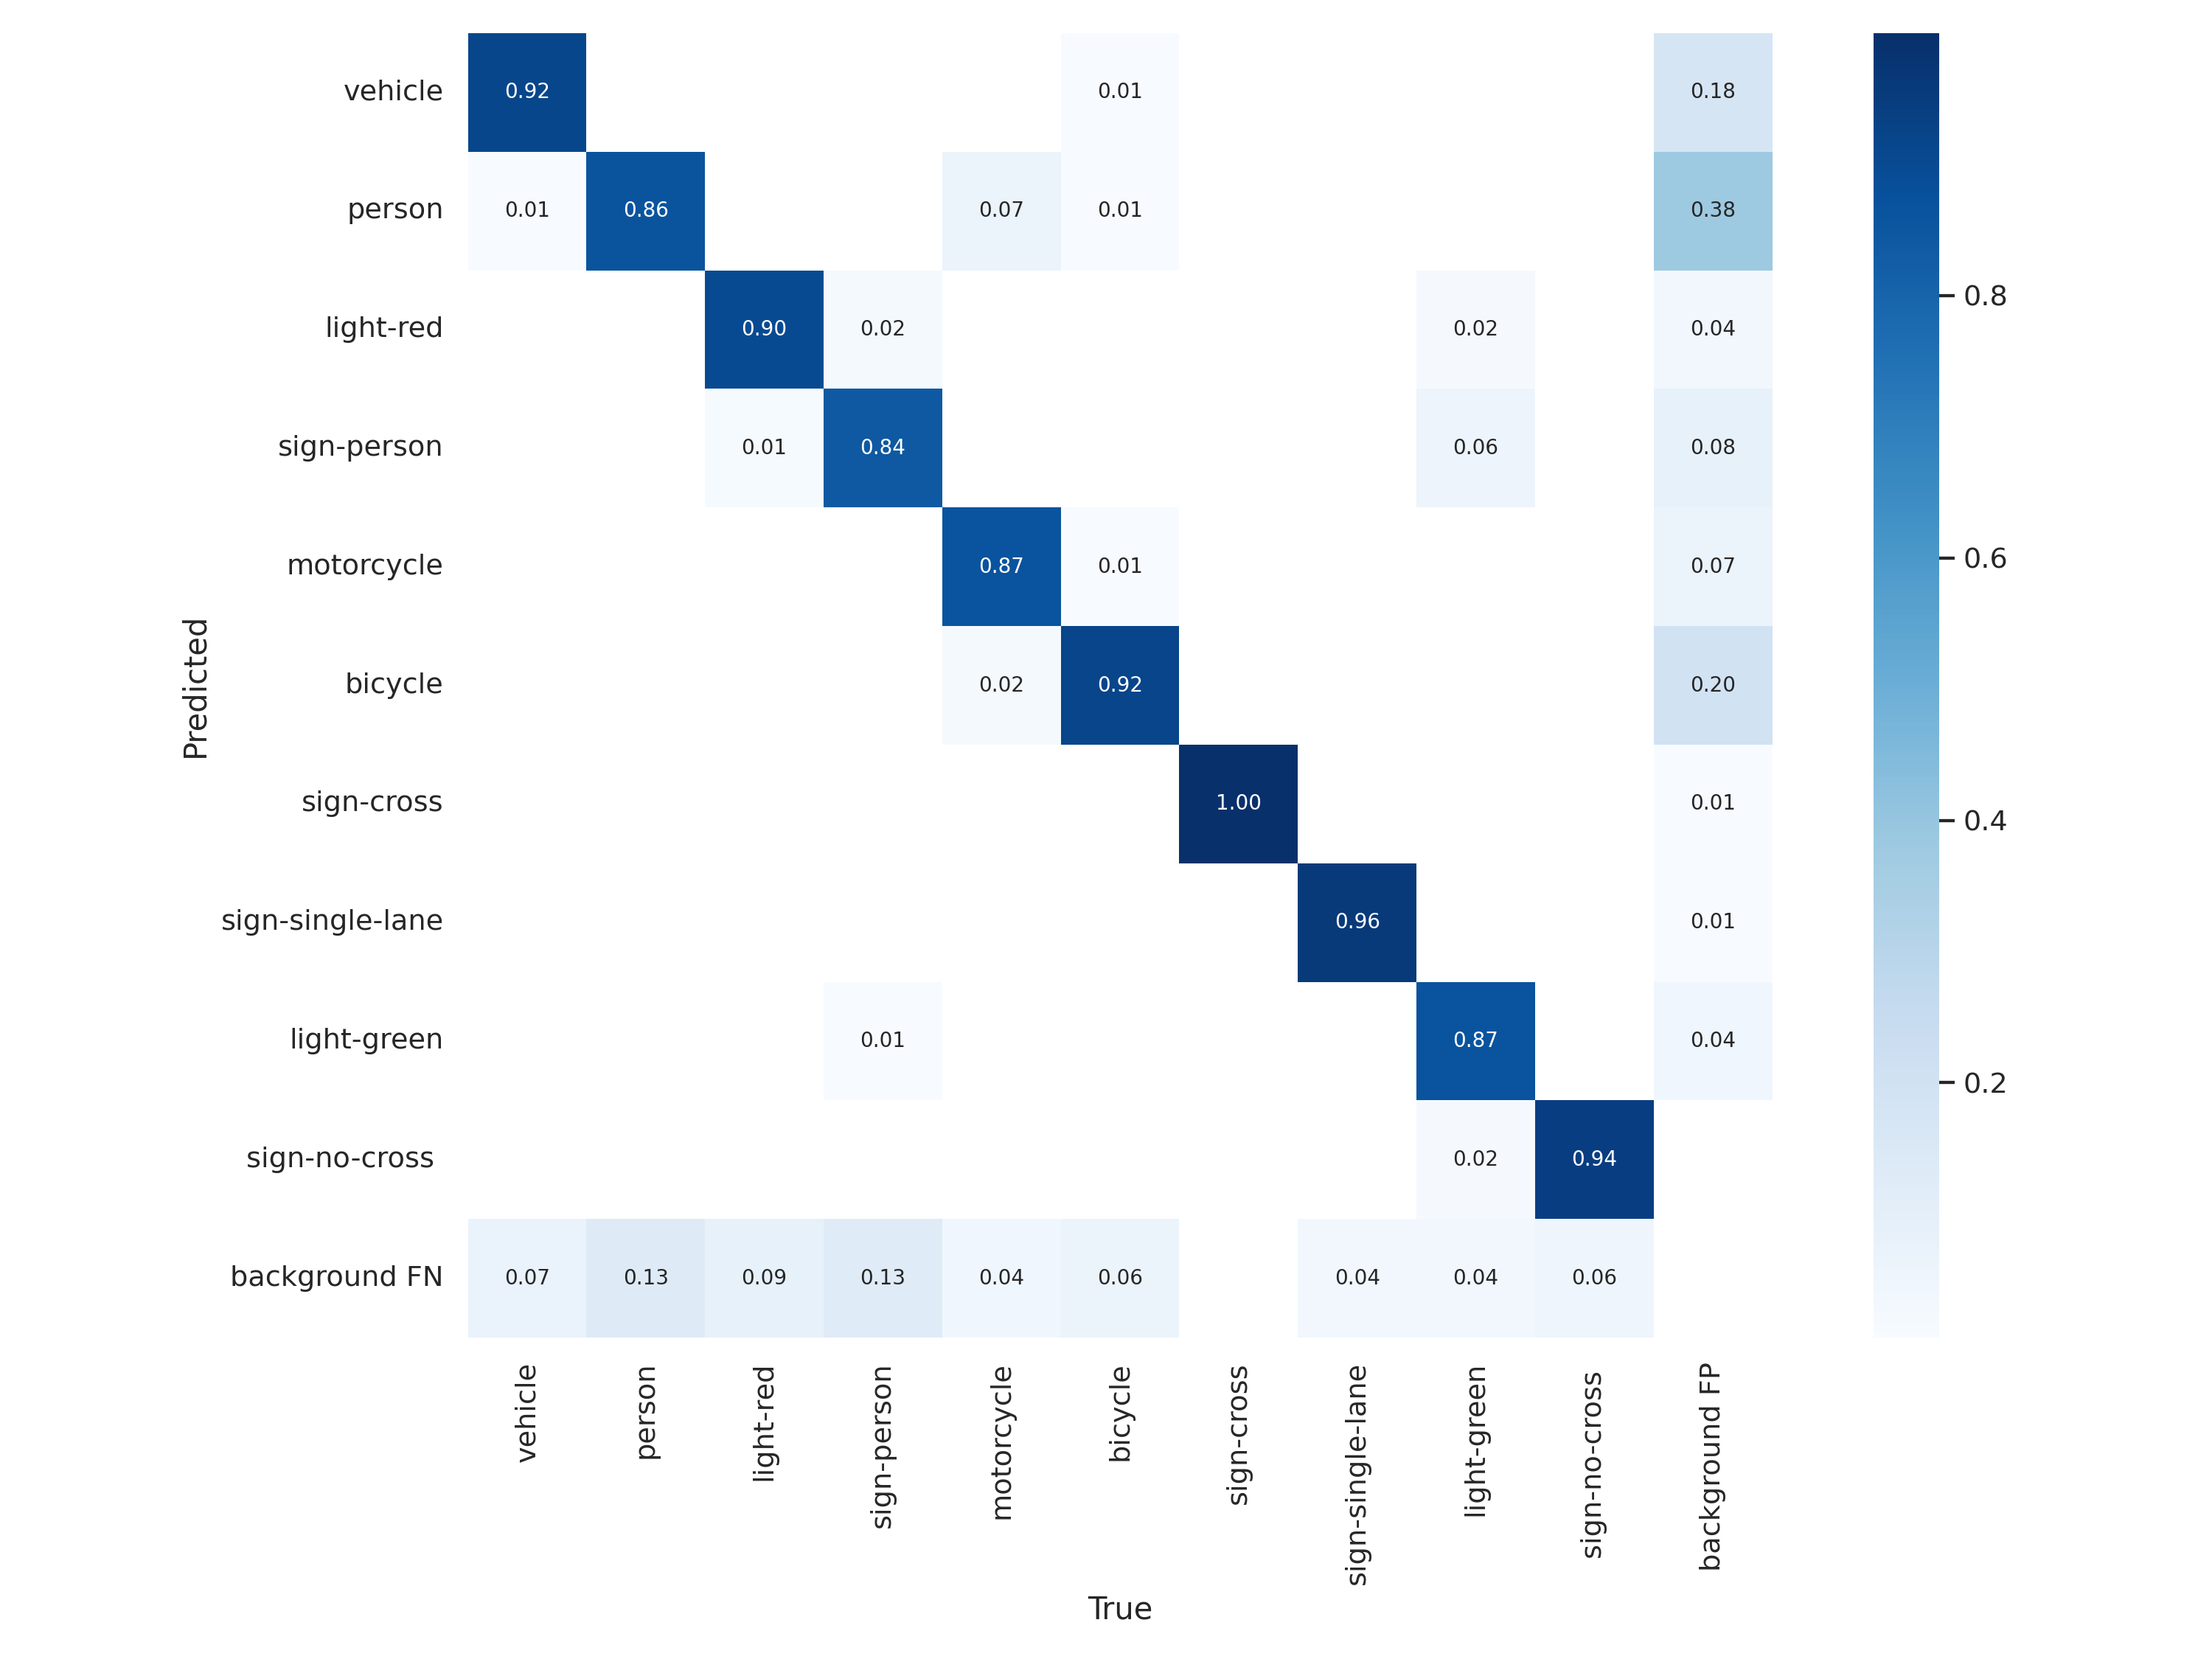 vehicle 0.92 0.01 0.18
person 0.01 0.86 0.07 0.01 0.38
light-red 0.90 0.02 0.02 0.04
sign-person 0.01 0.84 0.06 0.08
motorcycle 0.87 0.01 0.07
bicycle 0.02 0.92 0.20
sign-cross 1.00 0.01
sign-single-lane 0.96 0.01
light-green 0.01 0.87 0.04
sign-no-cross 0.02 0.94
background FN 0.07 0.13 0.09 0.13 0.04 0.06 0.04 0.04 0.06
Predicted
vehicle
person
light-red
sign-person
motorcycle
bicycle
sign-cross
sign-single-lane
light-green
sign-no-cross
background FP
True
0.8
0.6
0.4
0.2